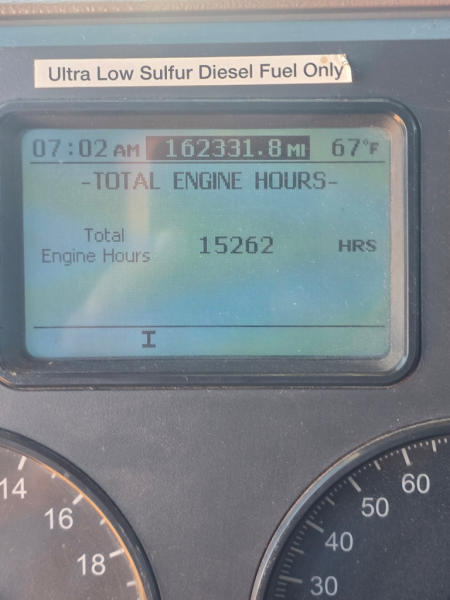 Ultra Low Sulfur Diesel Fuel Only
07:02 AM 162331.8 MI 67°F
-TOTAL ENGINE HOURS-
Total
Engine Hours 15262 HRS
I
14
16
18
60
50
40
30